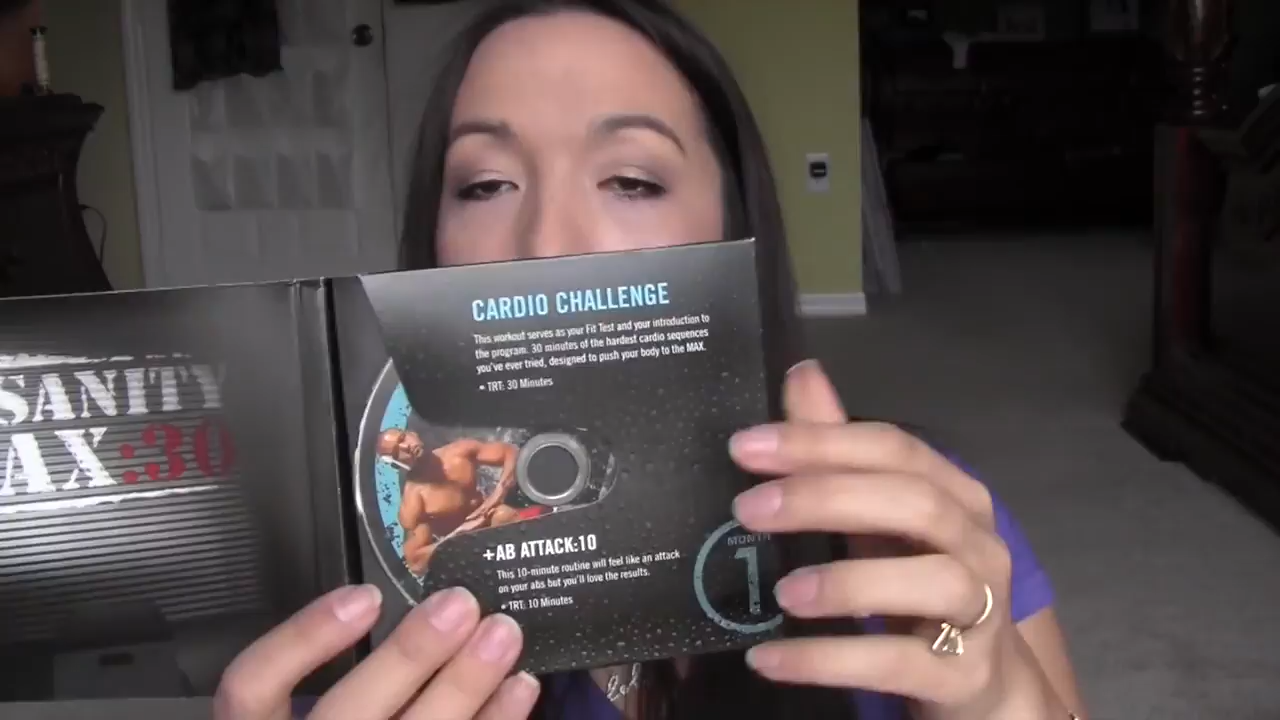 SANITY
AX:30
CARDIO CHALLENGE
This workout serves as your Fit Test and your introduction to
the program. 30 minutes of the hardest cardio sequences
you've ever tried, designed to push your body to the MAX.
• TRT: 30 Minutes
+AB ATTACK:10
This 10-minute routine will feel like an attack
on your abs but you'll love the results.
• TRT: 10 Minutes
MONTH
1